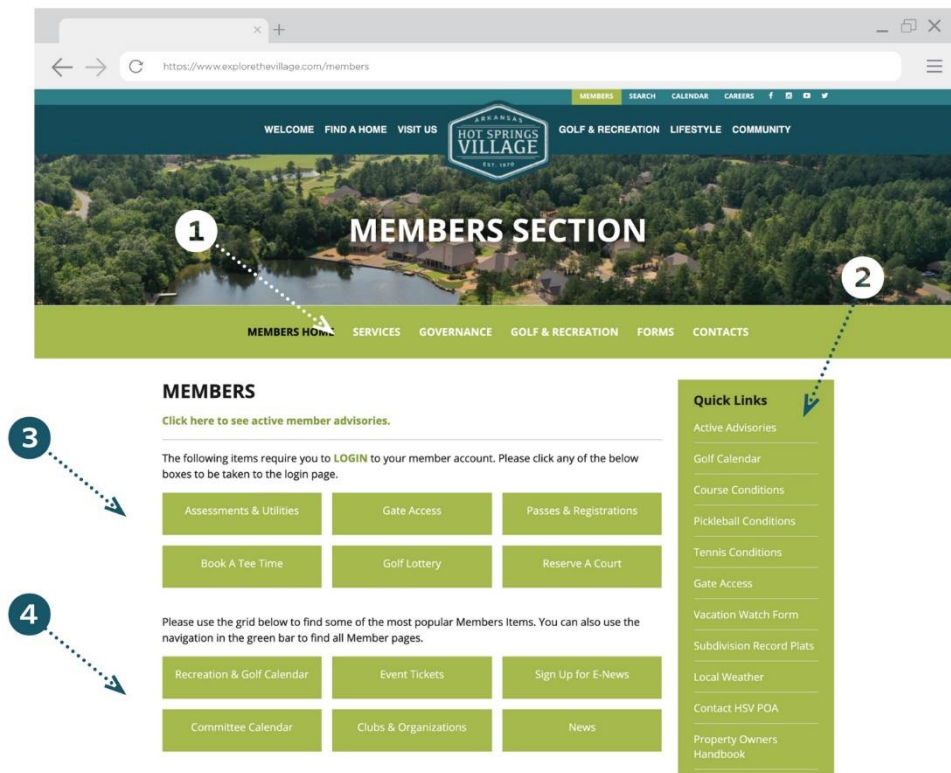 https://www.explorethevillage.com/members
MEMBERS SEARCH CALENDAR CAREERS
WELCOME FIND A HOME VISIT US
ARKANSAS
HOT SPRINGS
VILLAGE
EST. 1970
GOLF & RECREATION LIFESTYLE COMMUNITY
1
MEMBERS SECTION
2
MEMBERS HOME SERVICES GOVERNANCE GOLF & RECREATION FORMS CONTACTS
MEMBERS
Click here to see active member advisories.
3
The following items require you to LOGIN to your member account. Please click any of the below
boxes to be taken to the login page.
Assessments & Utilities Gate Access Passes & Registrations
Book A Tee Time Golf Lottery Reserve A Court
4
Please use the grid below to find some of the most popular Members Items. You can also use the
navigation in the green bar to find all Member pages.
Recreation & Golf Calendar Event Tickets Sign Up for E-News
Committee Calendar Clubs & Organizations News
Quick Links
Active Advisories
Golf Calendar
Course Conditions
Pickleball Conditions
Tennis Conditions
Gate Access
Vacation Watch Form
Subdivision Record Plats
Local Weather
Contact HSV POA
Property Owners
Handbook